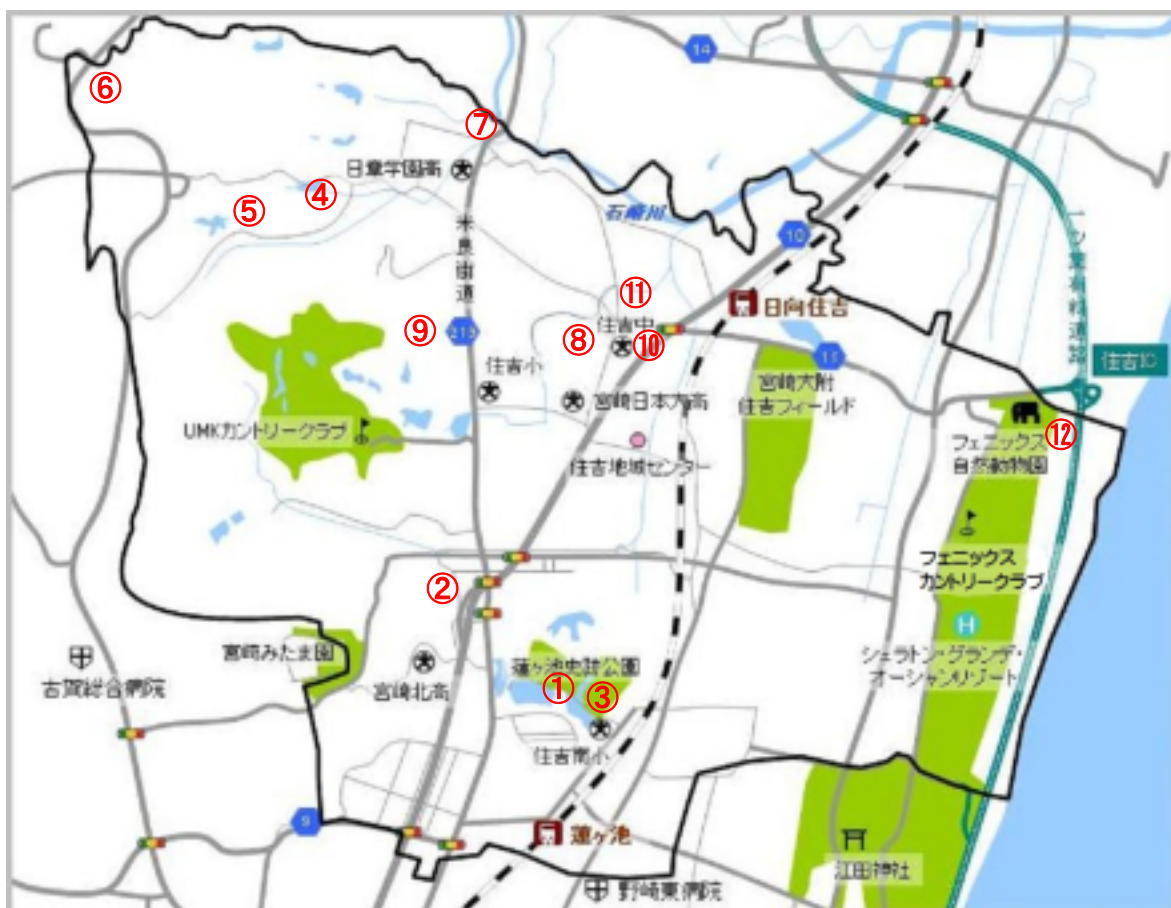 ⑥
14
⑦
日章学園高
④
⑤
米良街道
石崎川
10
一ツ葉有料道路
⑪
日向住吉
⑨
219
⑧
住吉中
⑩
11
住吉IC
住吉小
宮崎大附
住吉フィールド
宮崎日本大高
UMKカントリークラブ
住吉地域センター
フェニックス
自然動物園
⑫
フェニックス
カントリークラブ
②
宮崎みたま園
古賀総合病院
宮崎北高
蓮ヶ池史跡公園
①
③
H
シェラトン・グランデ・
オーシャンリゾート
住吉南小
9
蓮ヶ池
江田神社
野崎東病院